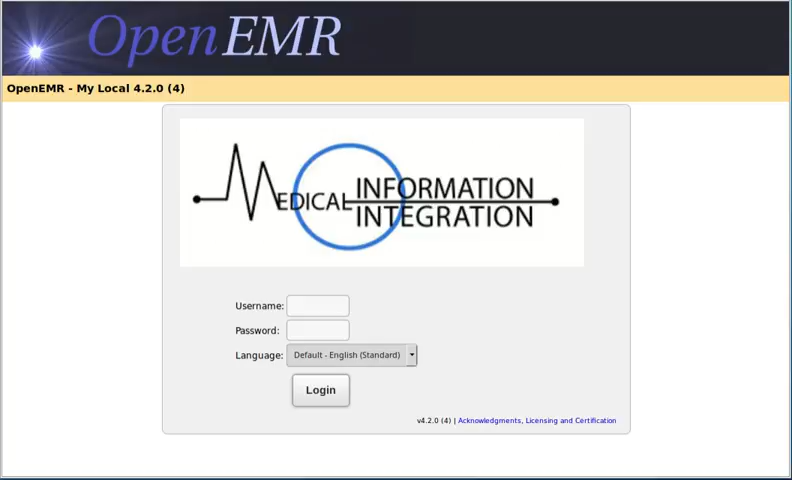 OpenEMR
OpenEMR - My Local 4.2.0 (4)
MEDICAL INFORMATION
INTEGRATION
Username:
Password:
Language: Default - English (Standard)
Login
v4.2.0 (4) | Acknowledgments, Licensing and Certification